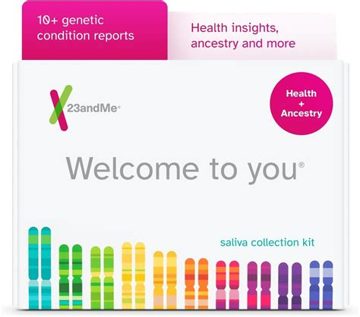 10+ genetic
condition reports
Health insights,
ancestry and more
23andMe®
Health
+
Ancestry
Welcome to you®
saliva collection kit